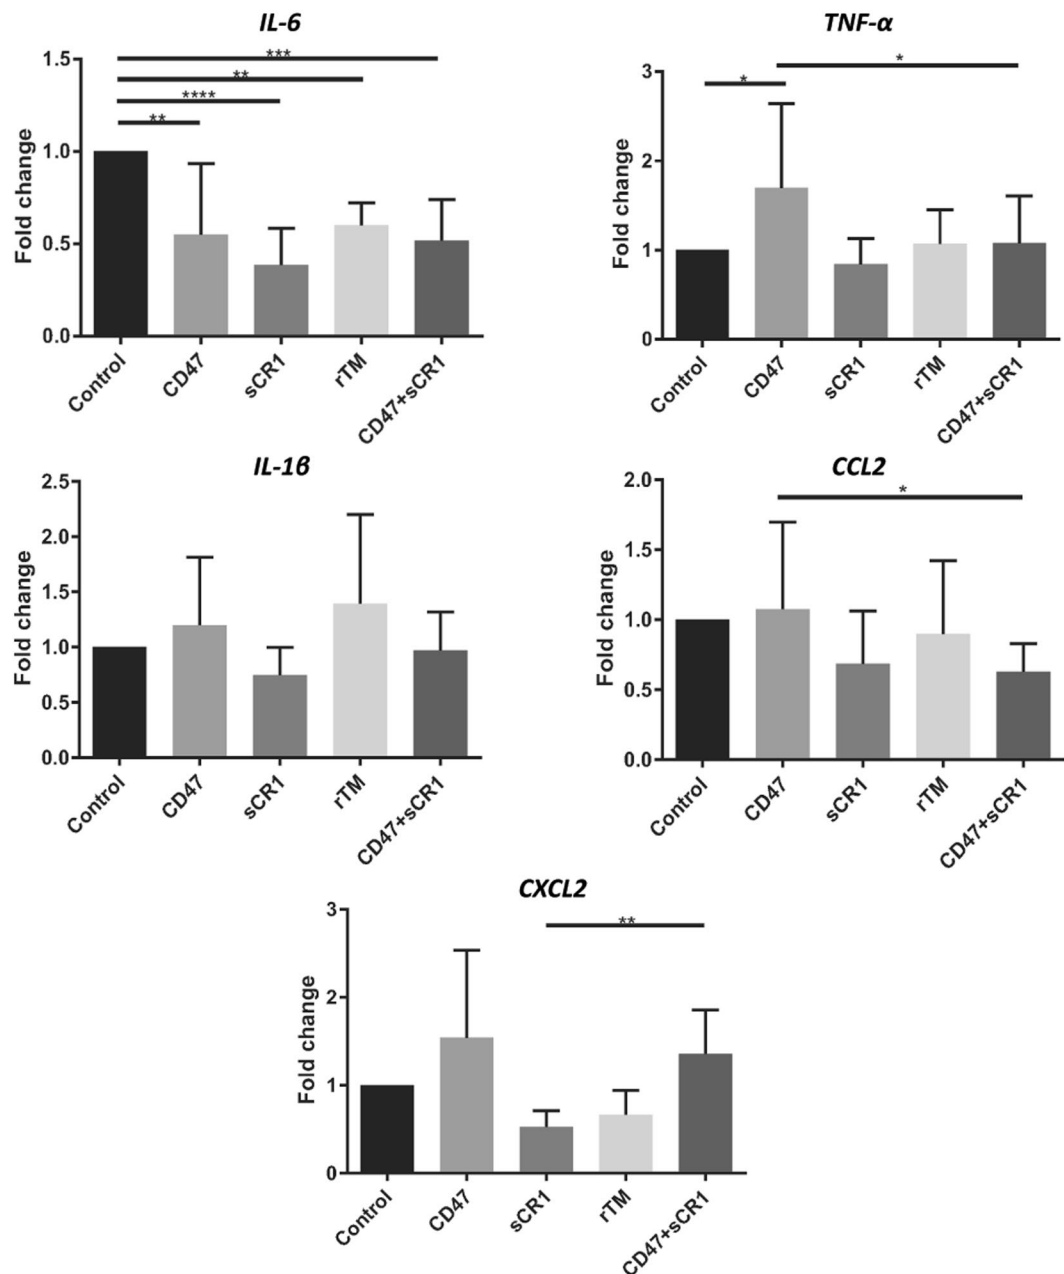 IL-6
***
**
****
**
1.5
1.0
0.5
0.0
Fold change
Control
CD47
sCR1
rTM
CD47+sCR1
TNF-α
*
*
3
2
1
0
Fold change
Control
CD47
sCR1
rTM
CD47+sCR1
IL-1β
2.5
2.0
1.5
1.0
0.5
0.0
Fold change
Control
CD47
sCR1
rTM
CD47+sCR1
CCL2
*
2.0
1.5
1.0
0.5
0.0
Fold change
Control
CD47
sCR1
rTM
CD47+sCR1
CXCL2
**
3
2
1
0
Fold change
Control
CD47
sCR1
rTM
CD47+sCR1